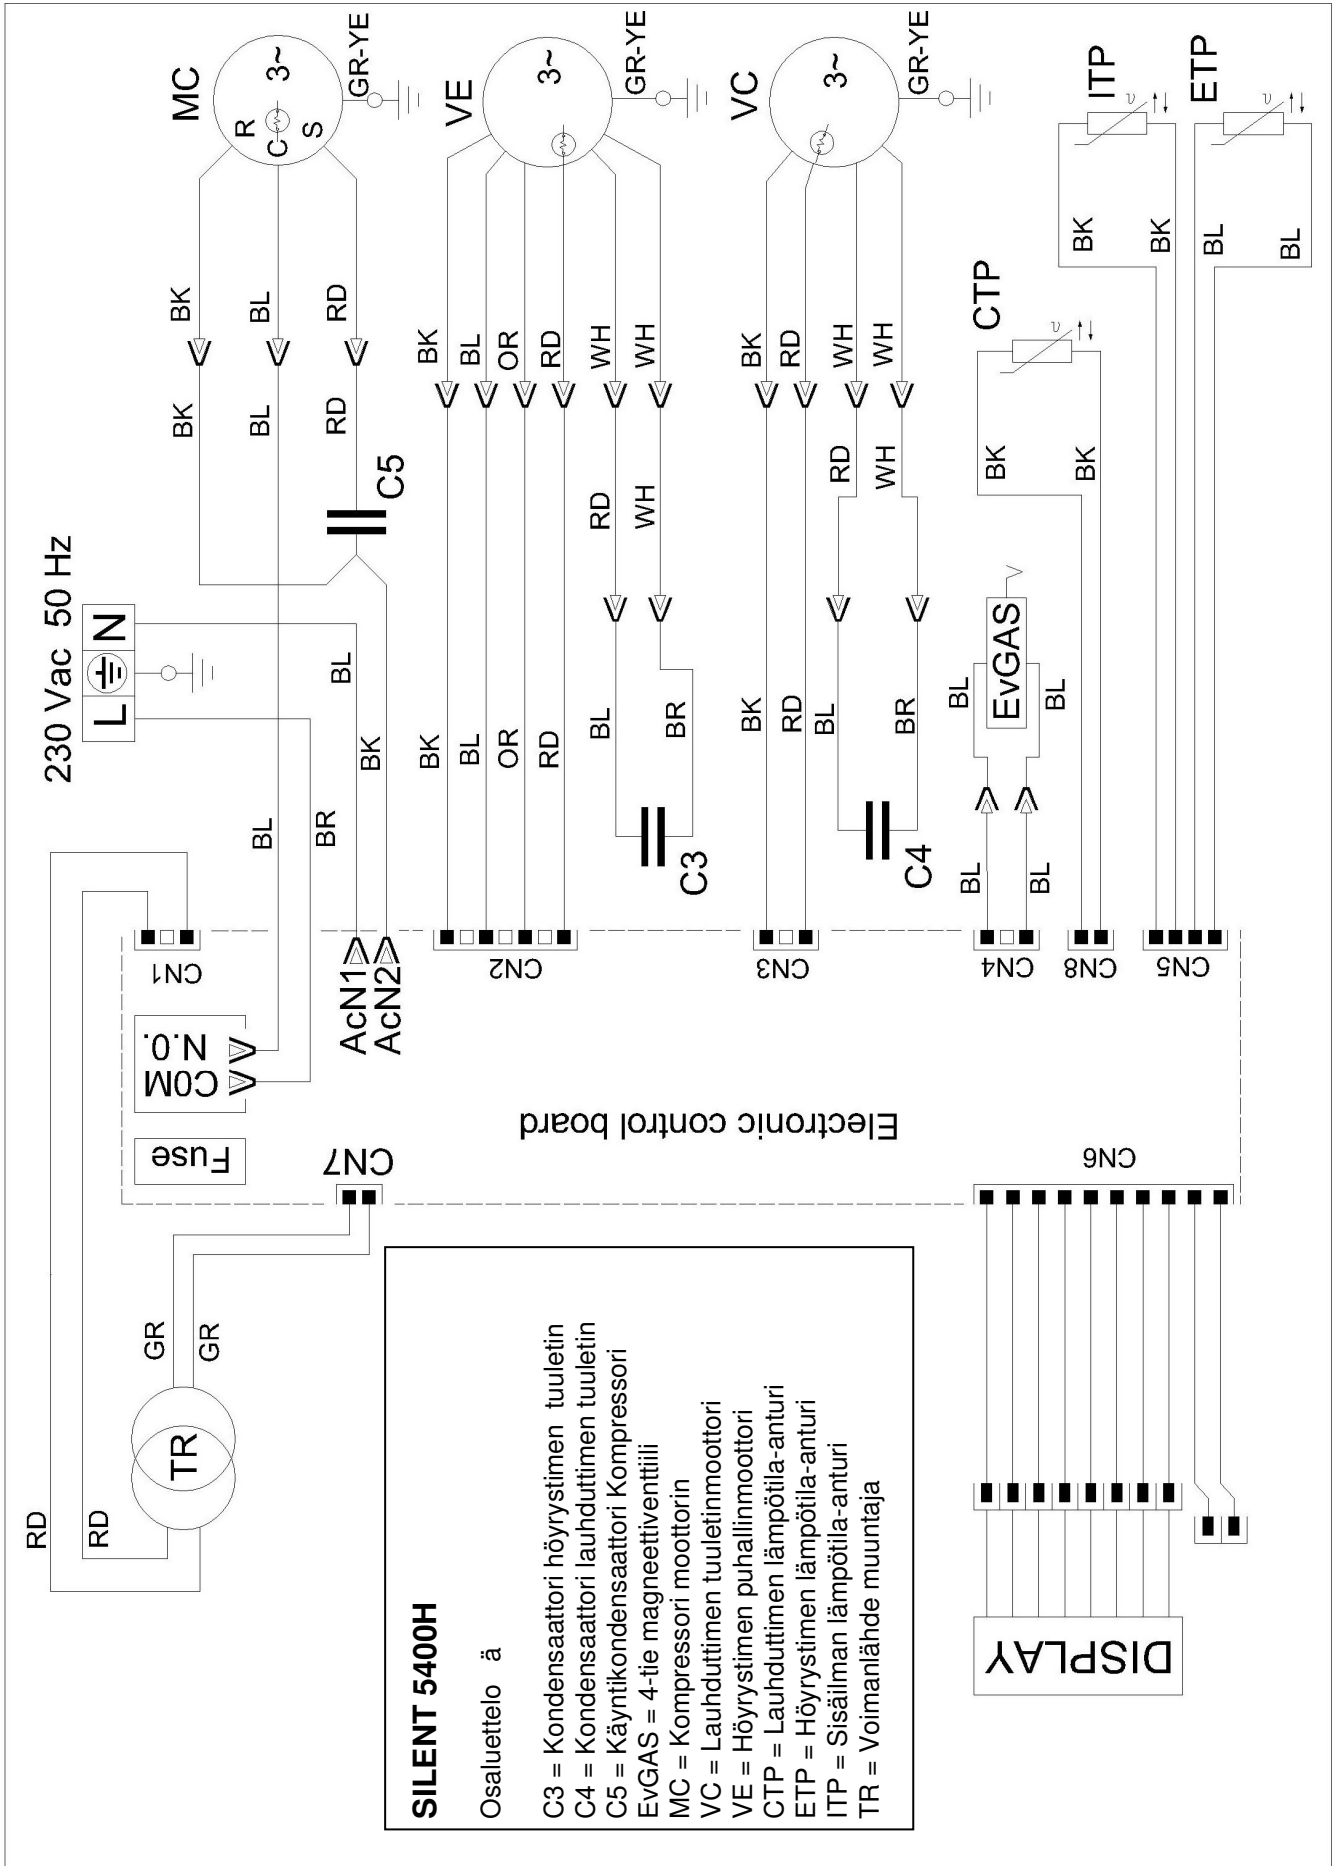 230 Vac 50 Hz
L
N
MC
R
C
S
3~
GR-YE
BK
BL
RD
BK
BL
RD
C5
BL
BR
BL
BK
VE
3~
GR-YE
BK
BL
OR
RD
WH
WH
RD
WH
BK
BL
OR
RD
BL
BR
C3
VC
3~
GR-YE
BK
RD
WH
WH
RD
WH
BK
RD
BL
BR
C4
CTP
υ
BK
BK
EvGAS
BL
BL
BL
BL
ITP
υ
BK
BK
ETP
υ
BL
BL
CN1
N.O.
C0M
Fuse
AcN1
AcN2
CN2
CN3
CN4
CN8
CN5
Electronic control board
CN7
CN6
GR
GR
TR
RD
RD
DISPLAY
SILENT 5400H
Osaluettelo ä
C3 = Kondensaattori höyrystimen tuuletin
C4 = Kondensaattori lauhduttimen tuuletin
C5 = Käyntikondensaattori Kompressori
EvGAS = 4-tie magneettiventtiili
MC = Kompressori moottorin
VC = Lauhduttimen tuuletinmoottori
VE = Höyrystimen puhallinmoottori
CTP = Lauhduttimen lämpötila-anturi
ETP = Höyrystimen lämpötila-anturi
ITP = Sisäilman lämpötila-anturi
TR = Voimanlähde muuntaja